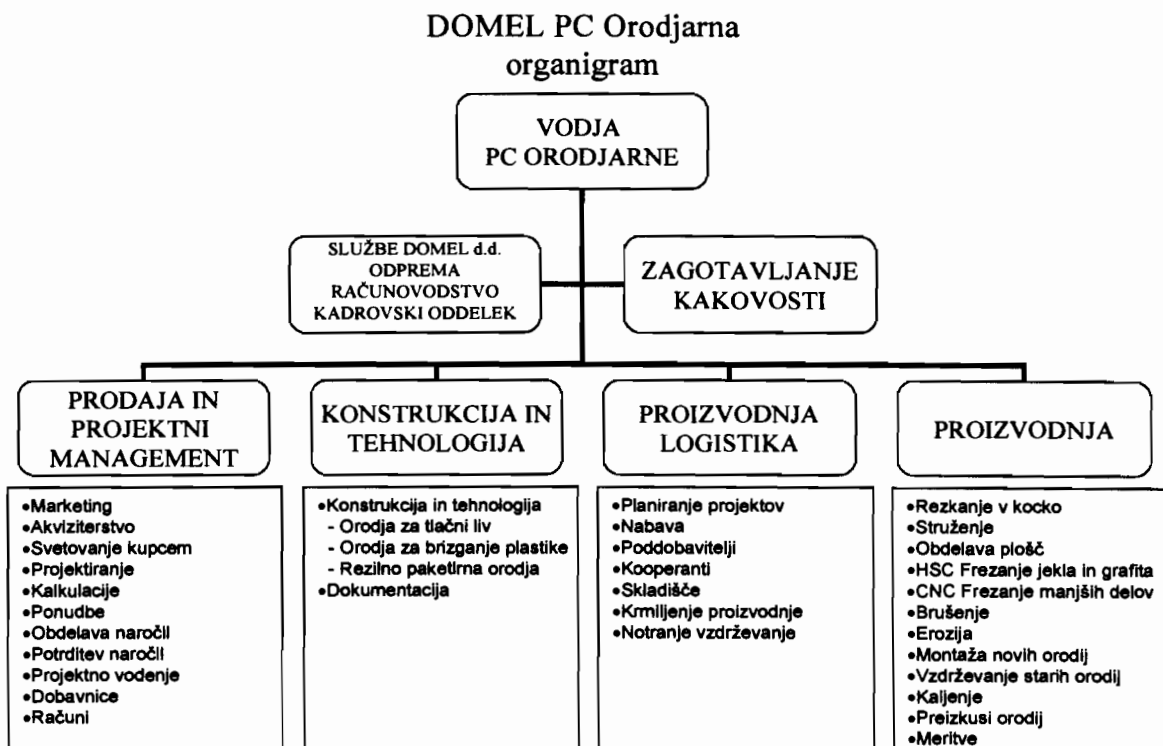 DOMEL PC Orodjarna
organigram
VODJA
PC ORODJARNE
SLUŽBE DOMEL d.d.
ODPREMA
RAČUNOVODSTVO
KADROVSKI ODDELEK
ZAGOTAVLJANJE
KAKOVOSTI
PRODAJA IN
PROJEKTNI
MANAGEMENT
•Marketing
•Akviziterstvo
•Svetovanje kupcem
•Projektiranje
•Kalkulacije
•Ponudbe
•Obdelava naročil
•Potrditev naročil
•Projektno vodenje
•Dobavnice
•Računi
KONSTRUKCIJA IN
TEHNOLOGIJA
•Konstrukcija in tehnologija
- Orodja za tlačni liv
- Orodja za brizganje plastike
- Rezilno paketirna orodja
•Dokumentacija
PROIZVODNJA
LOGISTIKA
•Planiranje projektov
•Nabava
•Poddobavitelji
•Kooperanti
•Skladišče
•Krmiljenje proizvodnje
•Notranje vzdrževanje
PROIZVODNJA
•Rezkanje v kocko
•Struženje
•Obdelava plošč
•HSC Frezanje jekla in grafita
•CNC Frezanje manjših delov
•Brušenje
•Erozija
•Montaža novih orodij
•Vzdrževanje starih orodij
•Kaljenje
•Preizkusi orodij
•Meritve